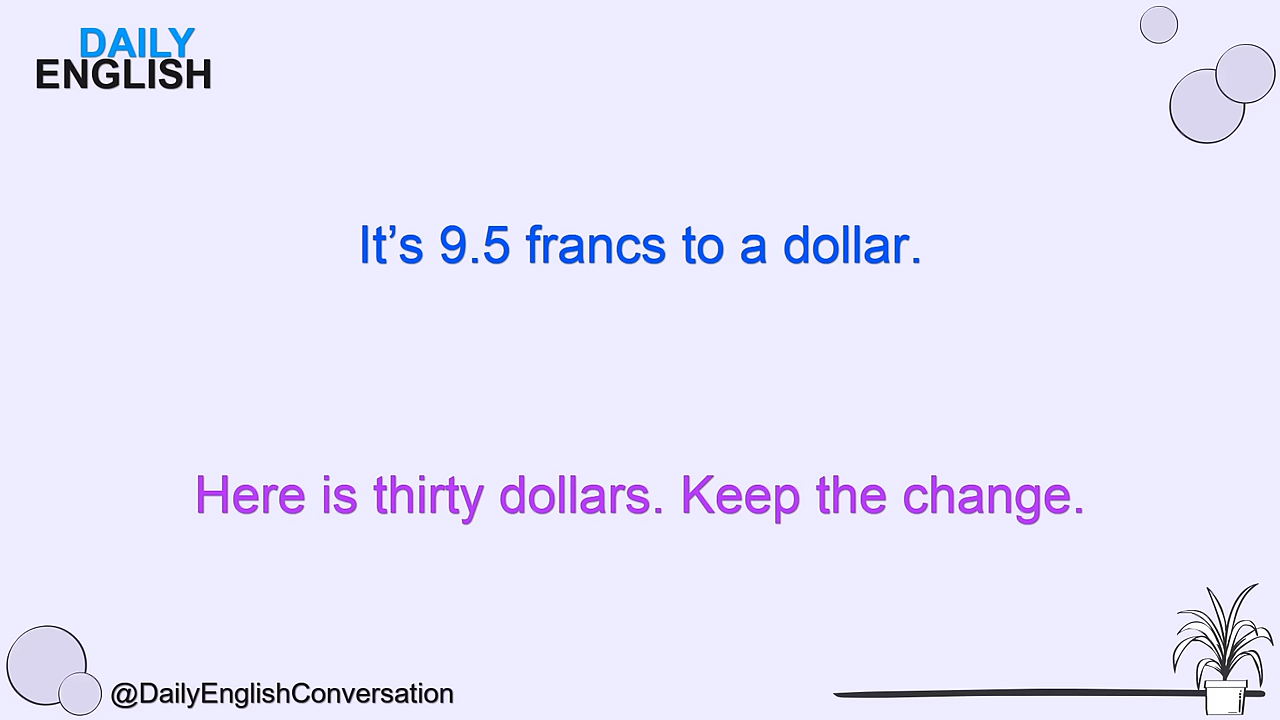 DAILY
ENGLISH
It’s 9.5 francs to a dollar.
Here is thirty dollars. Keep the change.
@DailyEnglishConversation